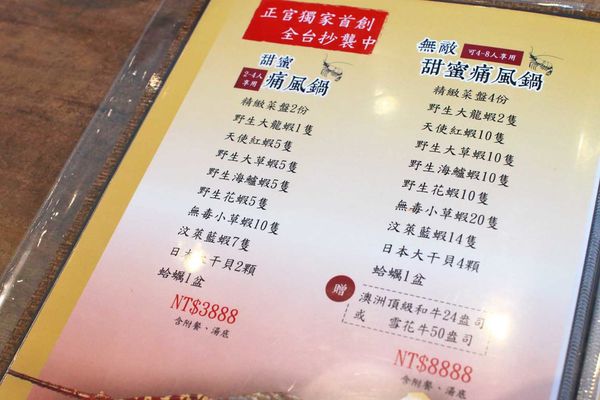 正官獨家首創
全台抄襲中
甜蜜
2-4人
專用
痛風鍋
精緻菜盤2份
野生大龍蝦1隻
天使紅蝦5隻
野生大草蝦5隻
野生海艫蝦5隻
野生花蝦5隻
無毒小草蝦10隻
汶萊藍蝦7隻
日本大干貝2顆
蛤蠣1盆
NT$3888
含附餐、湯底
無敵
可4-8人專用
甜蜜痛風鍋
精緻菜盤4份
野生大龍蝦2隻
天使紅蝦10隻
野生大草蝦10隻
野生海艫蝦10隻
野生花蝦10隻
無毒小草蝦20隻
汶萊藍蝦14隻
日本大干貝4顆
蛤蠣1盆
贈
澳洲頂級和牛24盎司
或 雪花牛50盎司
NT$8888
含附餐、湯底